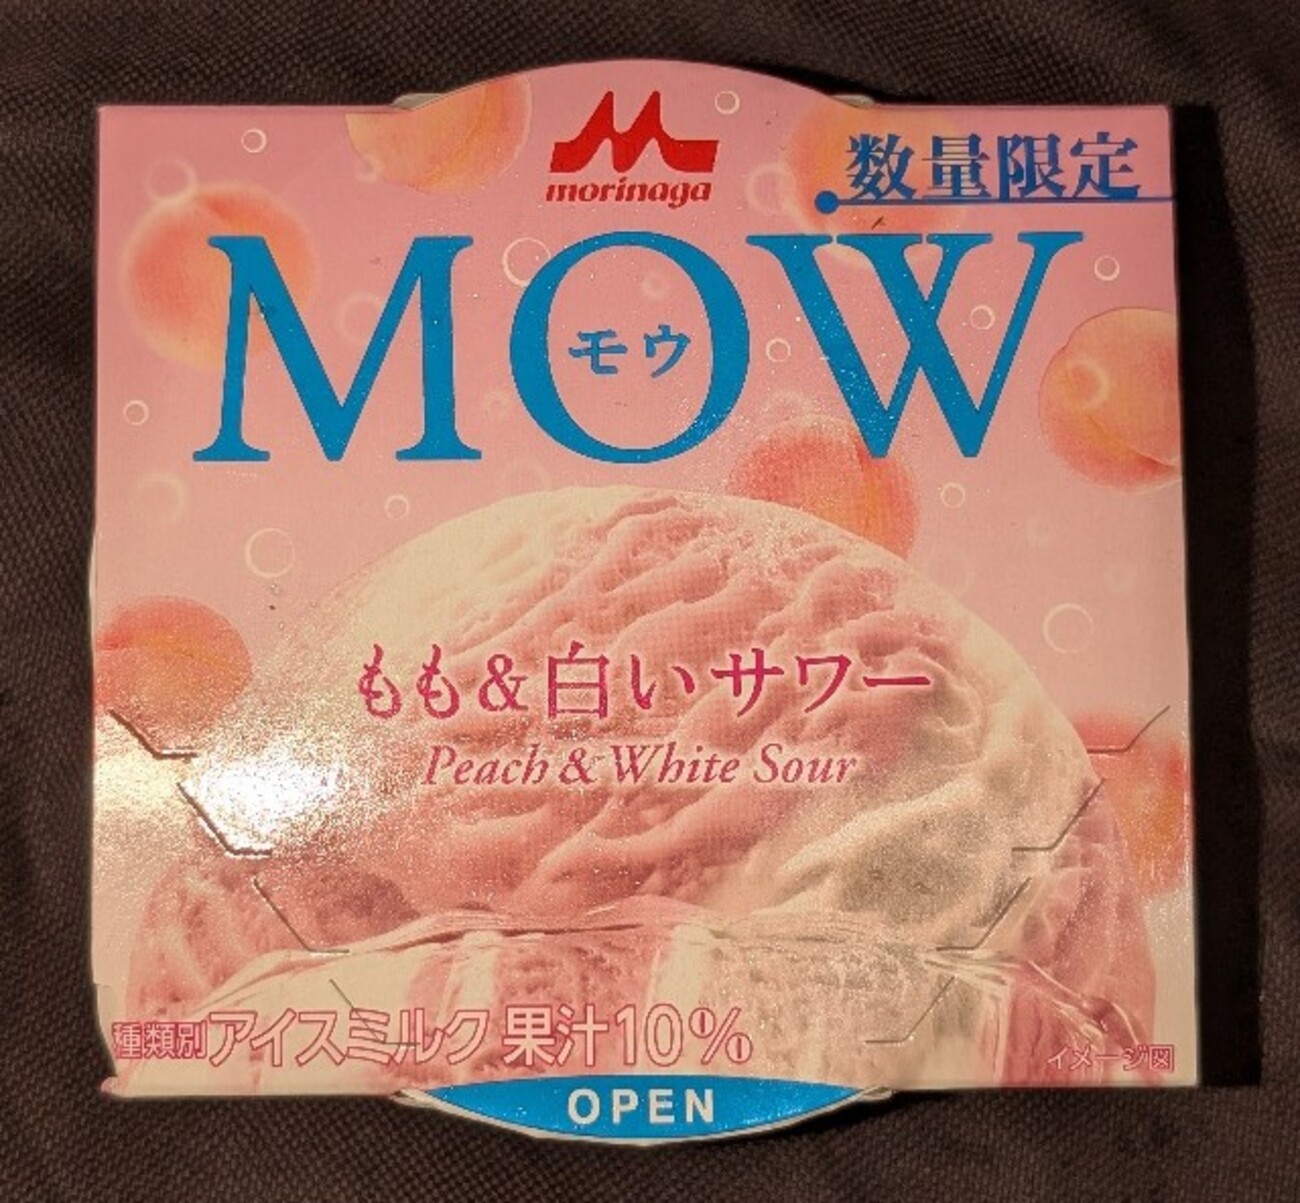 morinaga
数量限定
MOW
モウ
もも&白いサワー
Peach & White Sour
種類別アイスミルク 果汁10%
イメージ図
OPEN